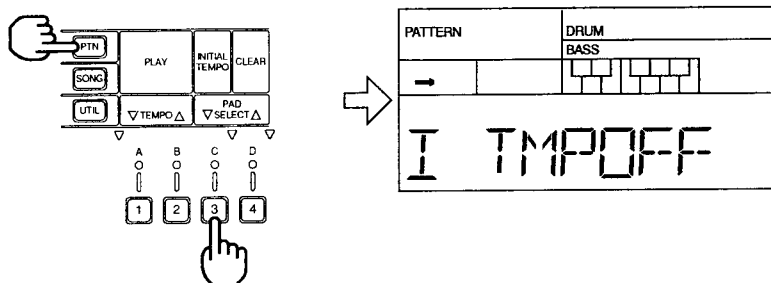 PTN
SONG
UTIL
PLAY
INITIAL
TEMPO
CLEAR
▽TEMPO△
PAD
▽SELECT△
A B C D
1 2 3 4
PATTERN
DRUM
BASS
I TMPOFF